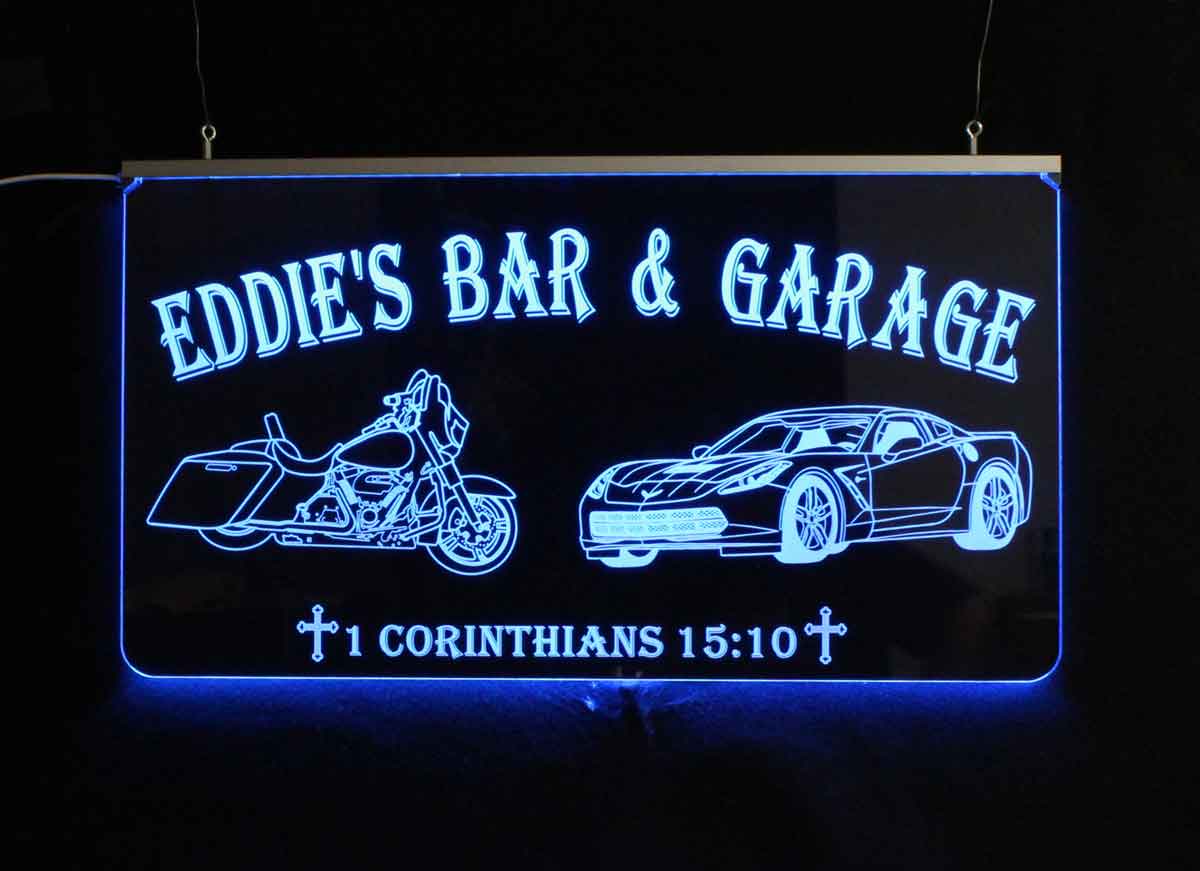 EDDIE'S BAR & GARAGE
1 CORINTHIANS 15:10